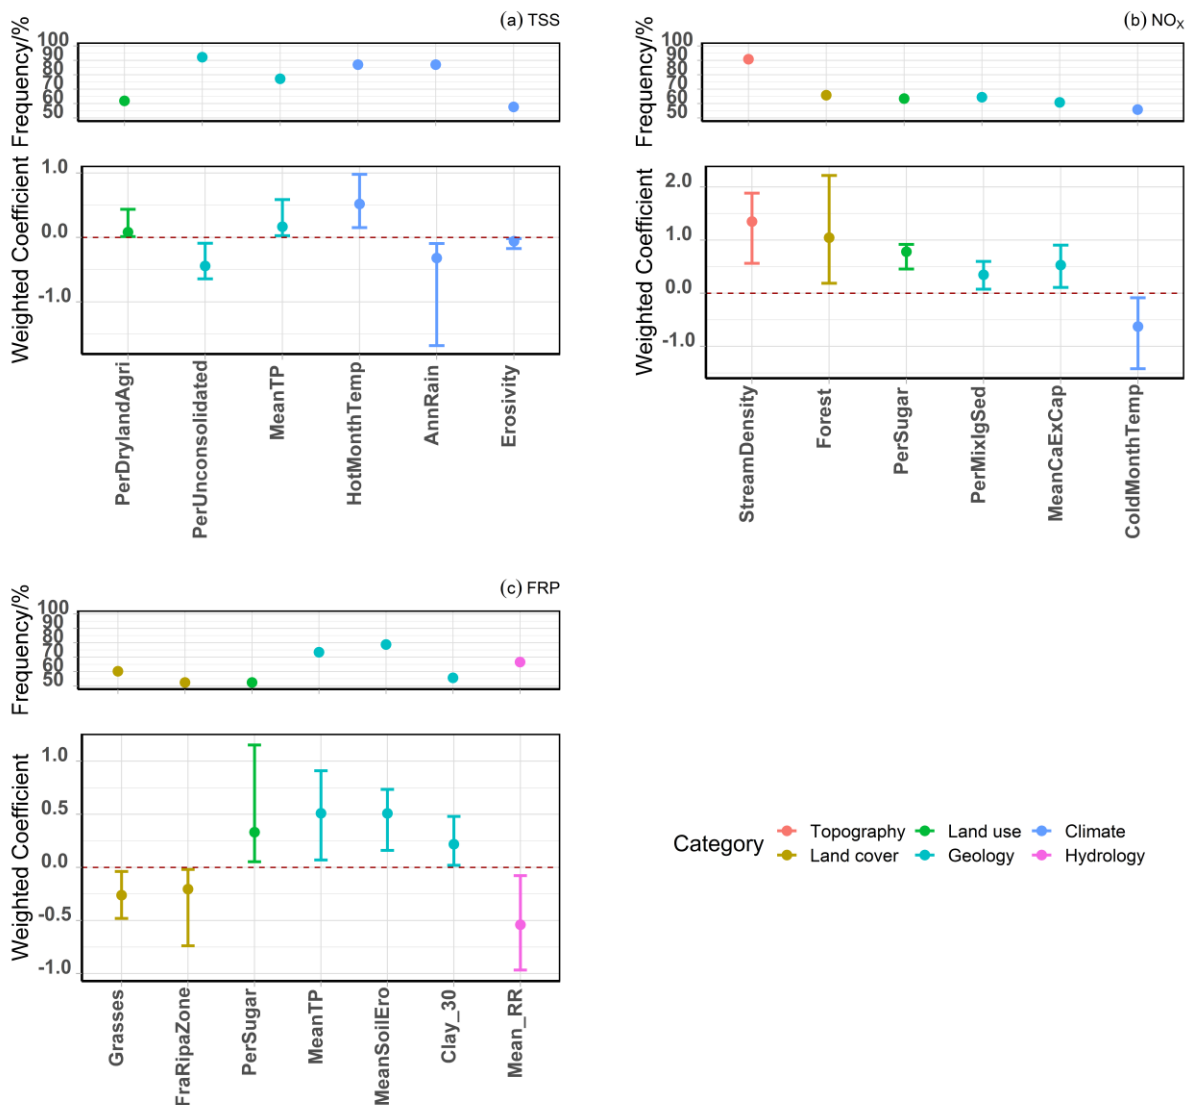 (a) TSS
Frequency/%
100
90
80
70
60
50
Weighted Coefficient
1.0
0.0
-1.0
PerDrylandAgri
PerUnconsolidated
MeanTP
HotMonthTemp
AnnRain
Erosivity
(b) NOX
Frequency/%
100
90
80
70
60
50
Weighted Coefficient
2.0
1.0
0.0
-1.0
StreamDensity
Forest
PerSugar
PerMixIgSed
MeanCaExCap
ColdMonthTemp
(c) FRP
Frequency/%
100
90
80
70
60
50
Weighted Coefficient
1.0
0.5
0.0
-0.5
-1.0
Grasses
FraRipaZone
PerSugar
MeanTP
MeanSoilEro
Clay_30
Mean_RR
Category
Topography Land use Climate
Land cover Geology Hydrology